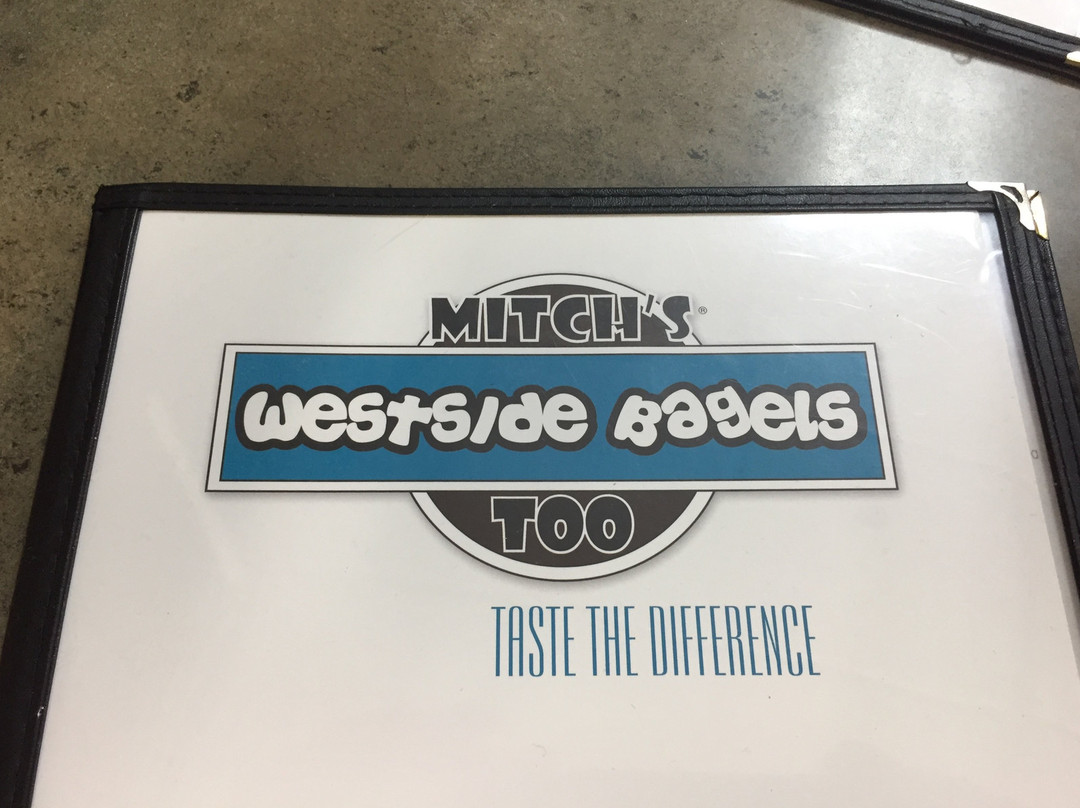 MITCH'S®
Westside Bagels
TOO
TASTE THE DIFFERENCE